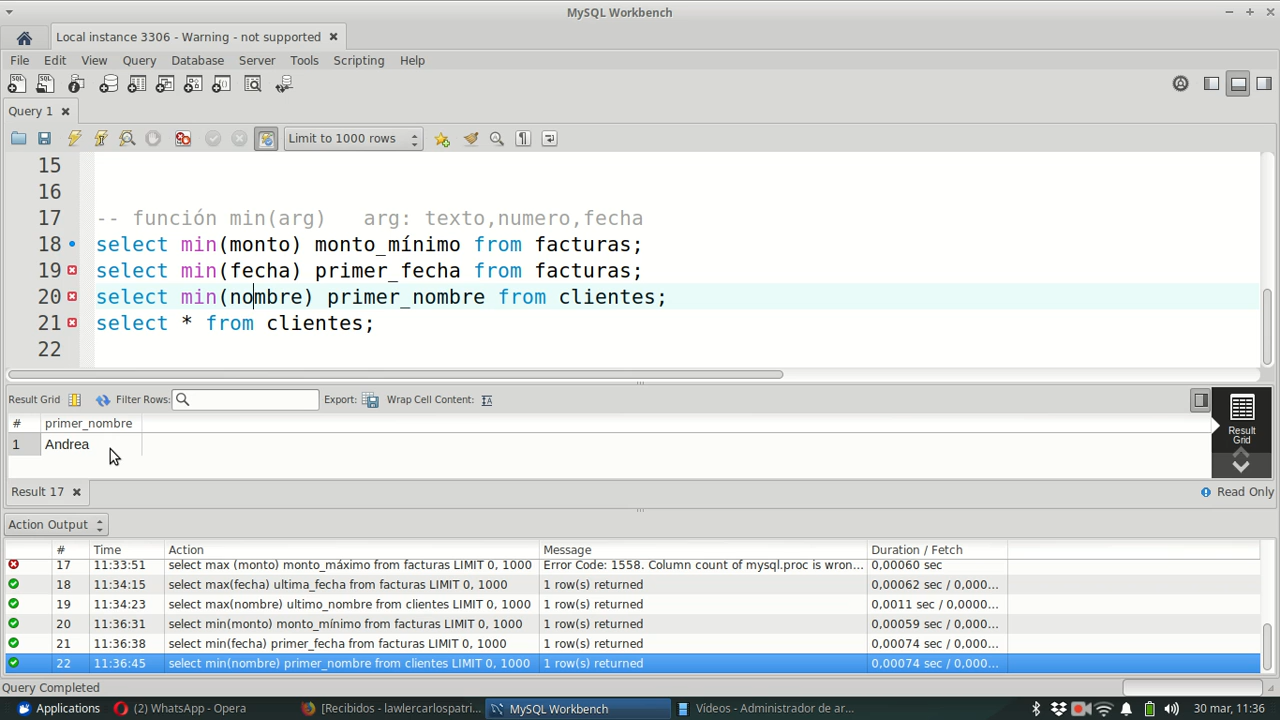 MySQL Workbench
Local instance 3306 - Warning - not supported
File Edit View Query Database Server Tools Scripting Help
Query 1
Limit to 1000 rows
15
16
17 -- función min(arg) arg: texto,numero,fecha
18 select min(monto) monto_mínimo from facturas;
19 select min(fecha) primer_fecha from facturas;
20 select min(nombre) primer_nombre from clientes;
21 select * from clientes;
22
Result Grid Filter Rows: Export: Wrap Cell Content:
# primer_nombre
1 Andrea
Result Grid
Result 17 Read Only
Action Output
# Time Action Message Duration / Fetch
17 11:33:51 select max (monto) monto_máximo from facturas LIMIT 0, 1000 Error Code: 1558. Column count of mysql.proc is wron... 0,00060 sec
18 11:34:15 select max(fecha) ultima_fecha from facturas LIMIT 0, 1000 1 row(s) returned 0,00062 sec / 0,000...
19 11:34:23 select max(nombre) ultimo_nombre from clientes LIMIT 0, 1000 1 row(s) returned 0,0011 sec / 0,0000...
20 11:36:31 select min(monto) monto_mínimo from facturas LIMIT 0, 1000 1 row(s) returned 0,00059 sec / 0,000...
21 11:36:38 select min(fecha) primer_fecha from facturas LIMIT 0, 1000 1 row(s) returned 0,00074 sec / 0,000...
22 11:36:45 select min(nombre) primer_nombre from clientes LIMIT 0, 1000 1 row(s) returned 0,00074 sec / 0,000...
Query Completed
Applications (2) WhatsApp - Opera [Recibidos - lawlercarlospatri... MySQL Workbench Vídeos - Administrador de ar... 30 mar, 11:36